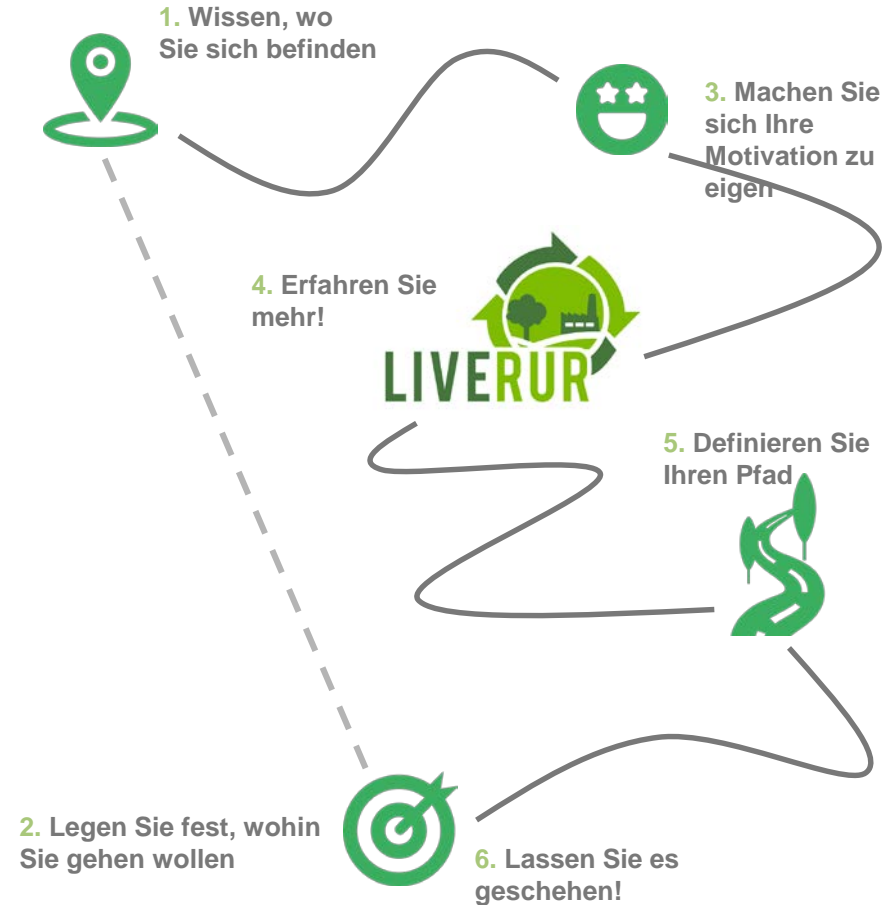 1. Wissen, wo
Sie sich befinden
3. Machen Sie
sich Ihre
Motivation zu
eigen
4. Erfahren Sie
mehr!
LIVERUR
5. Definieren Sie
Ihren Pfad
2. Legen Sie fest, wohin
Sie gehen wollen
6. Lassen Sie es
geschehen!